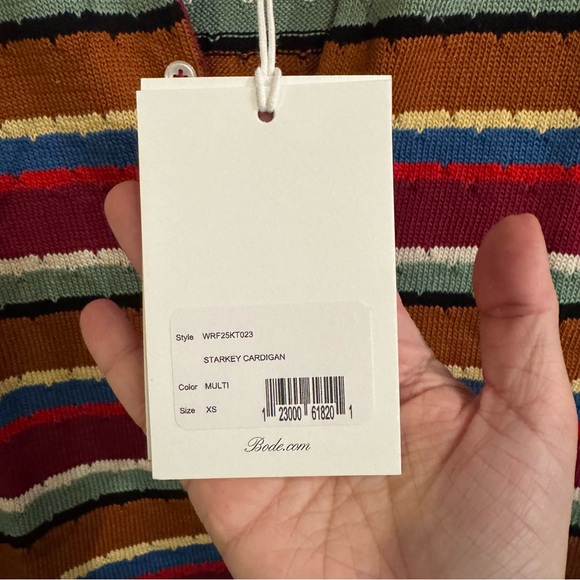 Style WRF25KT023
STARKEY CARDIGAN
Color MULTI
Size XS
1 23000 61820 1
Bode.com